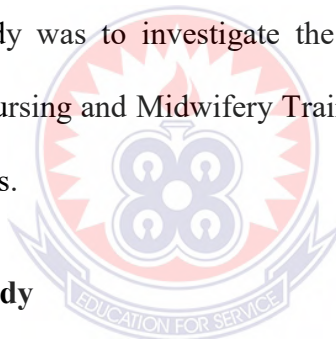 dy was to investigate the
ursing and Midwifery Trai
s.
dy
EDUCATION FOR SERVICE